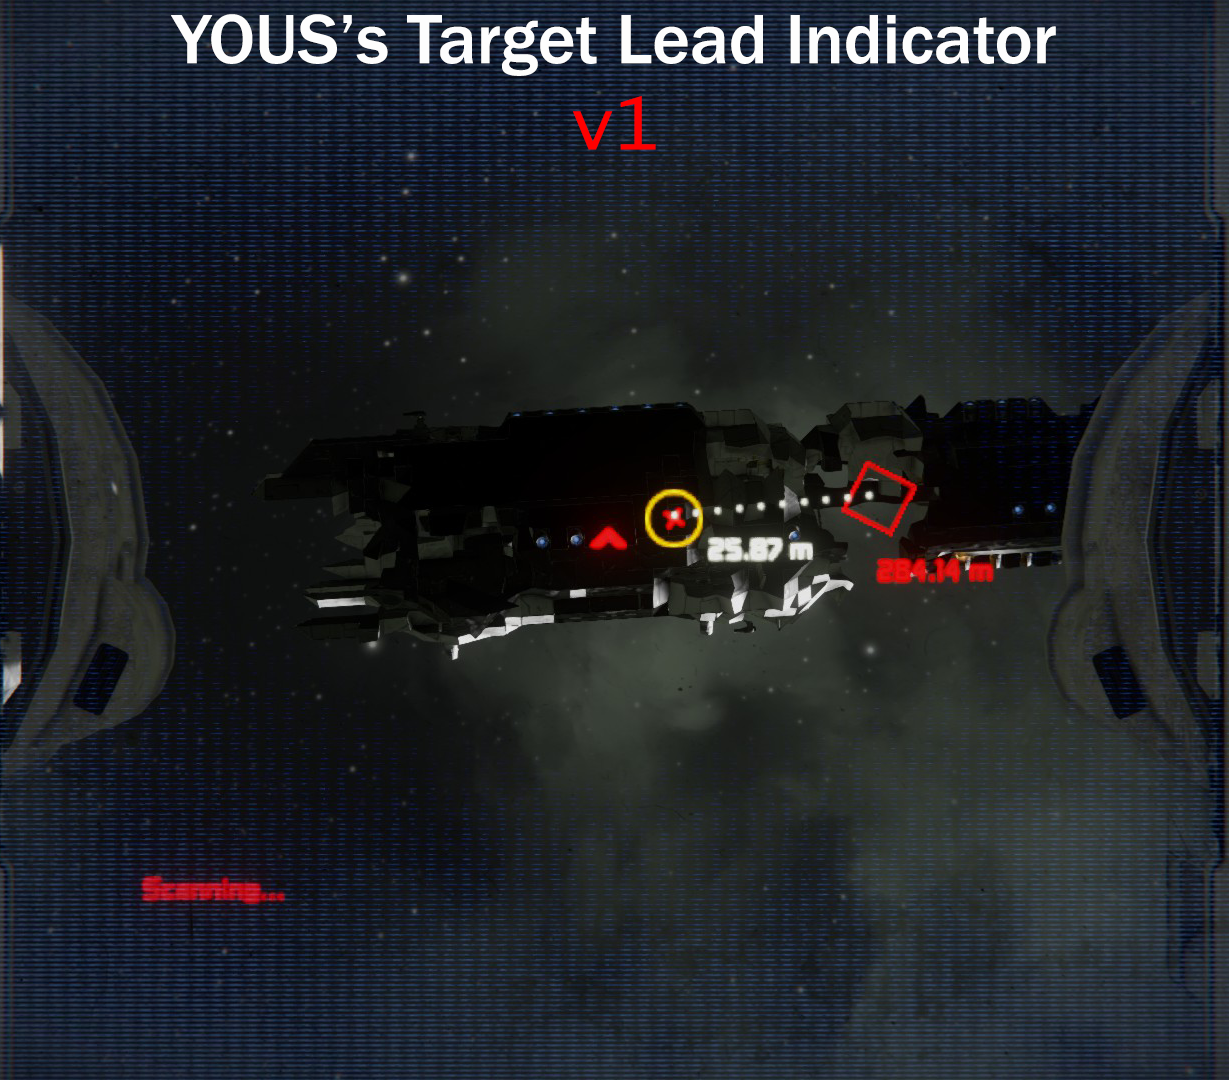 YOUS’s Target Lead Indicator
v1
25.87 m
284.14 m
Scanning...